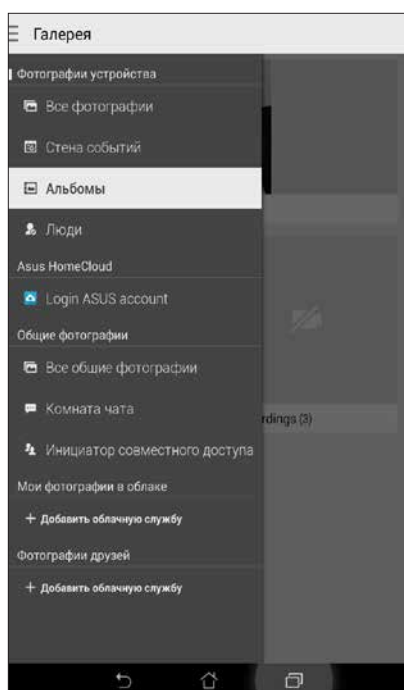 Галерея
Фотографии устройства
Все фотографии
Стена событий
Альбомы
Люди
Asus HomeCloud
Login ASUS account
Общие фотографии
Все общие фотографии
Комната чата
rdings (3)
Инициатор совместного доступа
Мои фотографии в облаке
+ Добавить облачную службу
Фотографии друзей
+ Добавить облачную службу